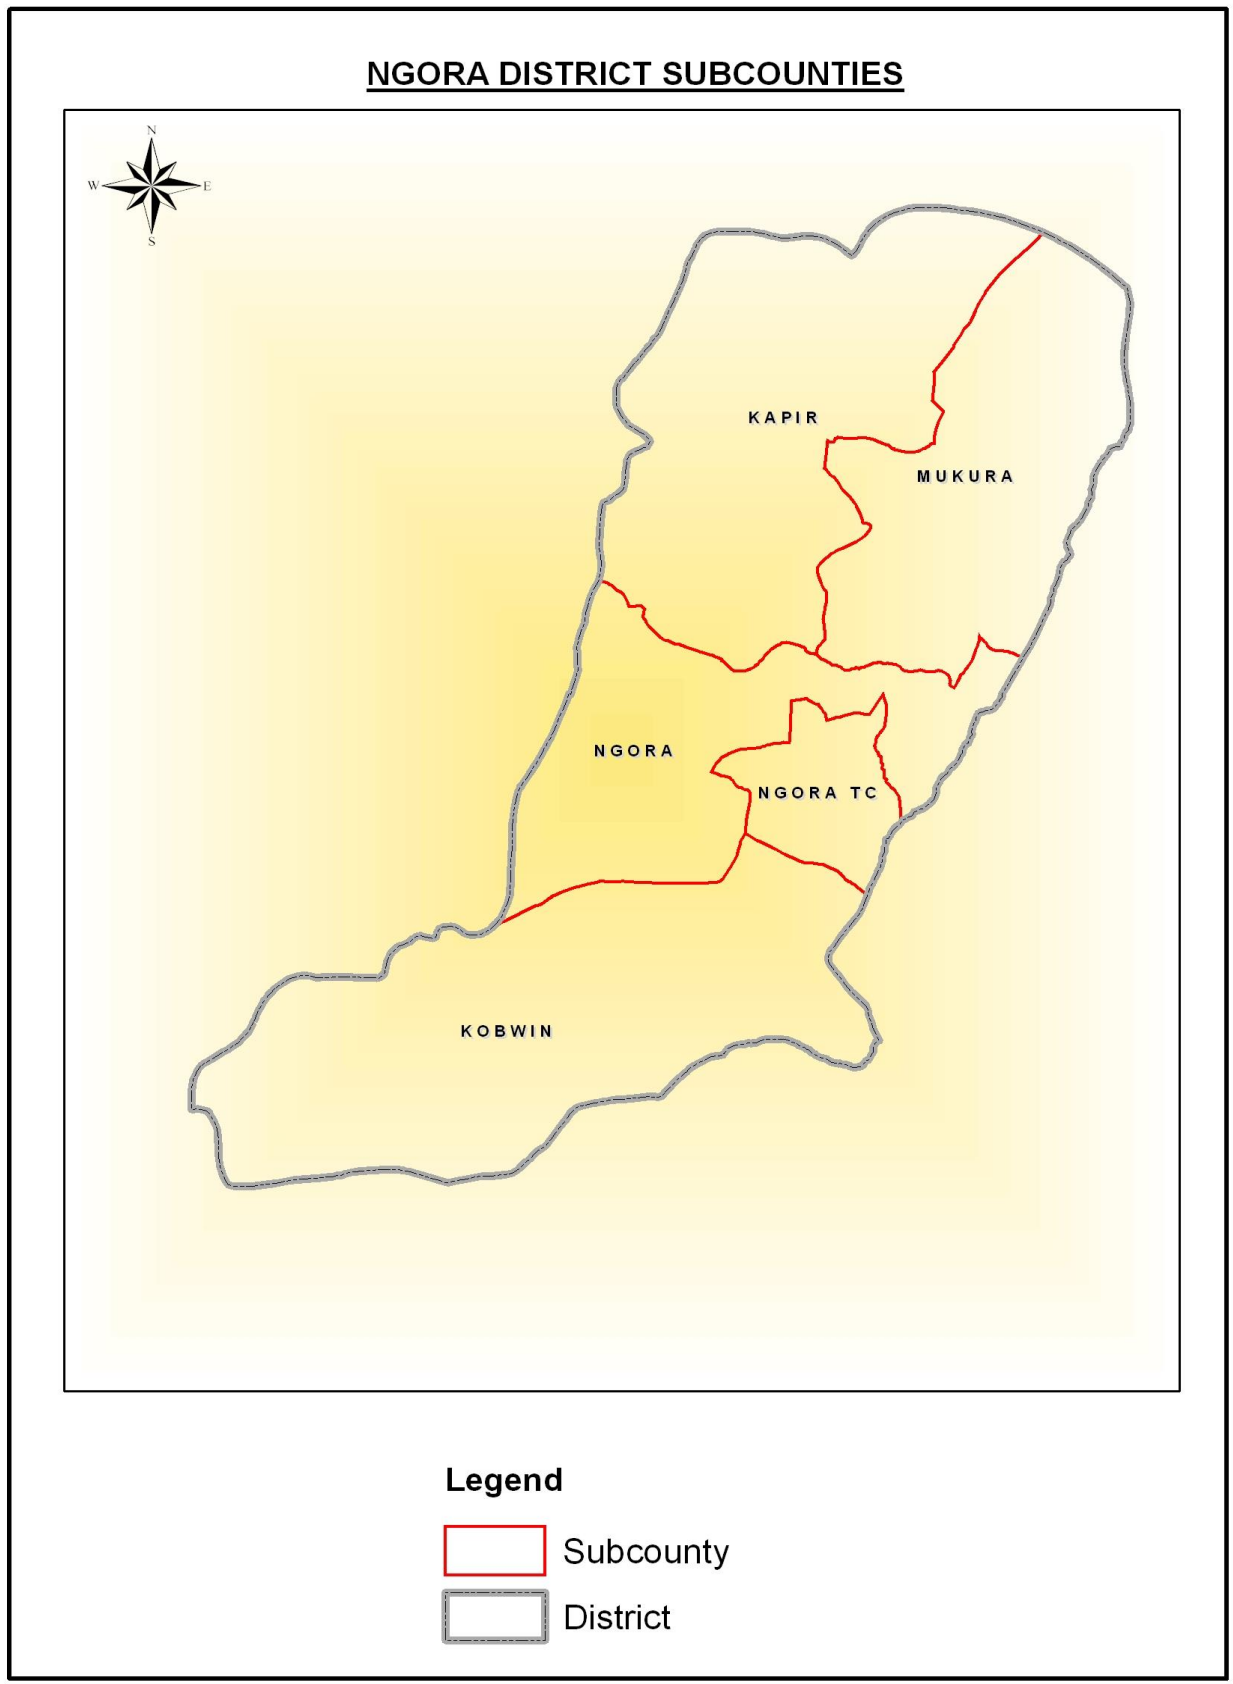 NGORA DISTRICT SUBCOUNTIES
N
W E
S
KAPIR
MUKURA
NGORA
NGORA TC
KOBWIN
Legend
Subcounty
District